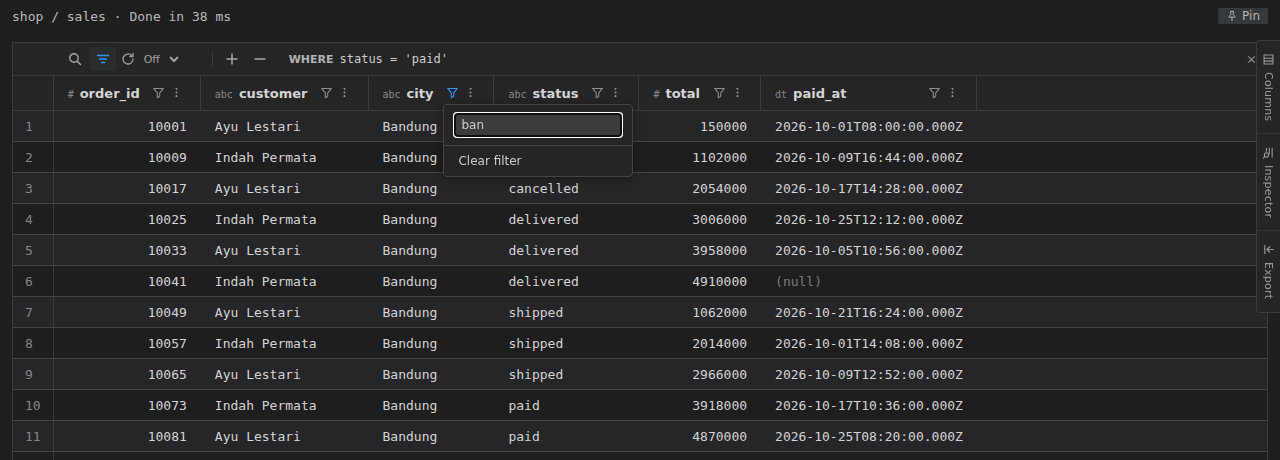 shop / sales · Done in 38 ms
Pin
Off
WHERE status = 'paid'
# order_id abc customer abc city abc status # total dt paid_at
ban
Clear filter
1 10001 Ayu Lestari Bandung 150000 2026-10-01T08:00:00.000Z
2 10009 Indah Permata Bandung 1102000 2026-10-09T16:44:00.000Z
3 10017 Ayu Lestari Bandung cancelled 2054000 2026-10-17T14:28:00.000Z
4 10025 Indah Permata Bandung delivered 3006000 2026-10-25T12:12:00.000Z
5 10033 Ayu Lestari Bandung delivered 3958000 2026-10-05T10:56:00.000Z
6 10041 Indah Permata Bandung delivered 4910000 (null)
7 10049 Ayu Lestari Bandung shipped 1062000 2026-10-21T16:24:00.000Z
8 10057 Indah Permata Bandung shipped 2014000 2026-10-01T14:08:00.000Z
9 10065 Ayu Lestari Bandung shipped 2966000 2026-10-09T12:52:00.000Z
10 10073 Indah Permata Bandung paid 3918000 2026-10-17T10:36:00.000Z
11 10081 Ayu Lestari Bandung paid 4870000 2026-10-25T08:20:00.000Z
Columns
Inspector
Export